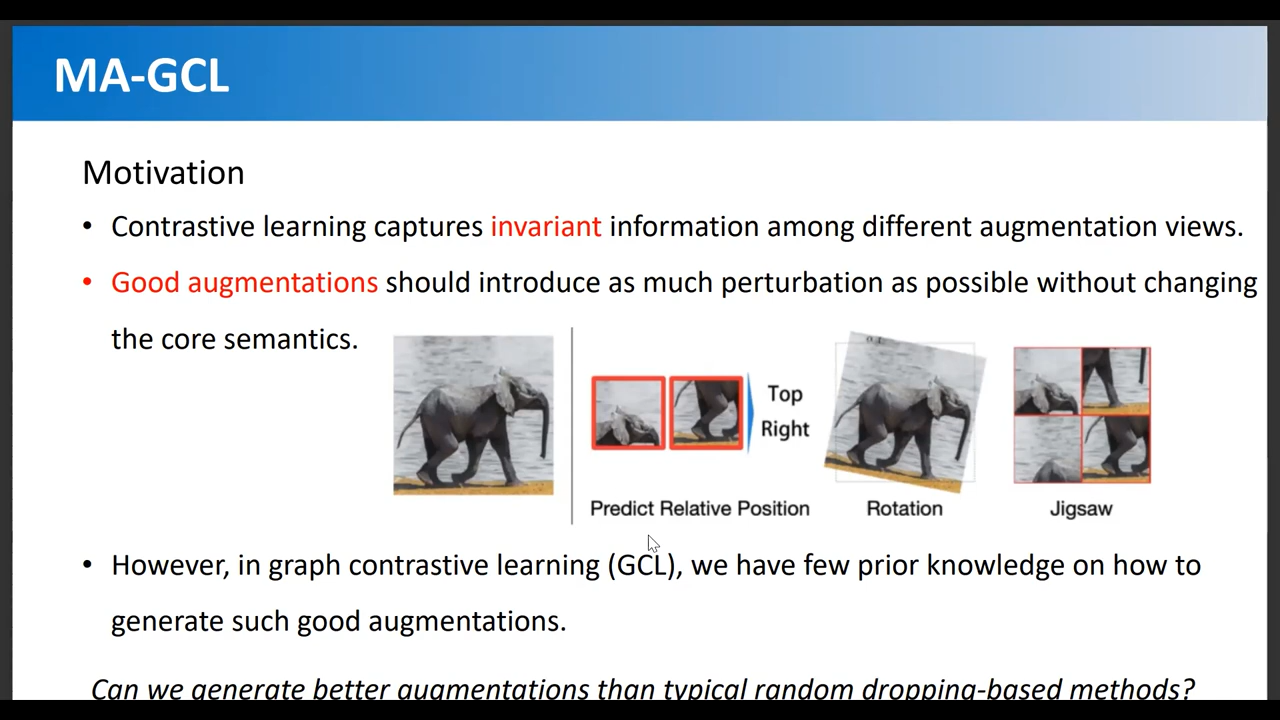 MA-GCL
Motivation
• Contrastive learning captures invariant information among different augmentation views.
• Good augmentations should introduce as much perturbation as possible without changing
the core semantics.
Top
Right
Predict Relative Position
Rotation
Jigsaw
• However, in graph contrastive learning (GCL), we have few prior knowledge on how to
generate such good augmentations.
Can we generate better augmentations than typical random dropping-based methods?